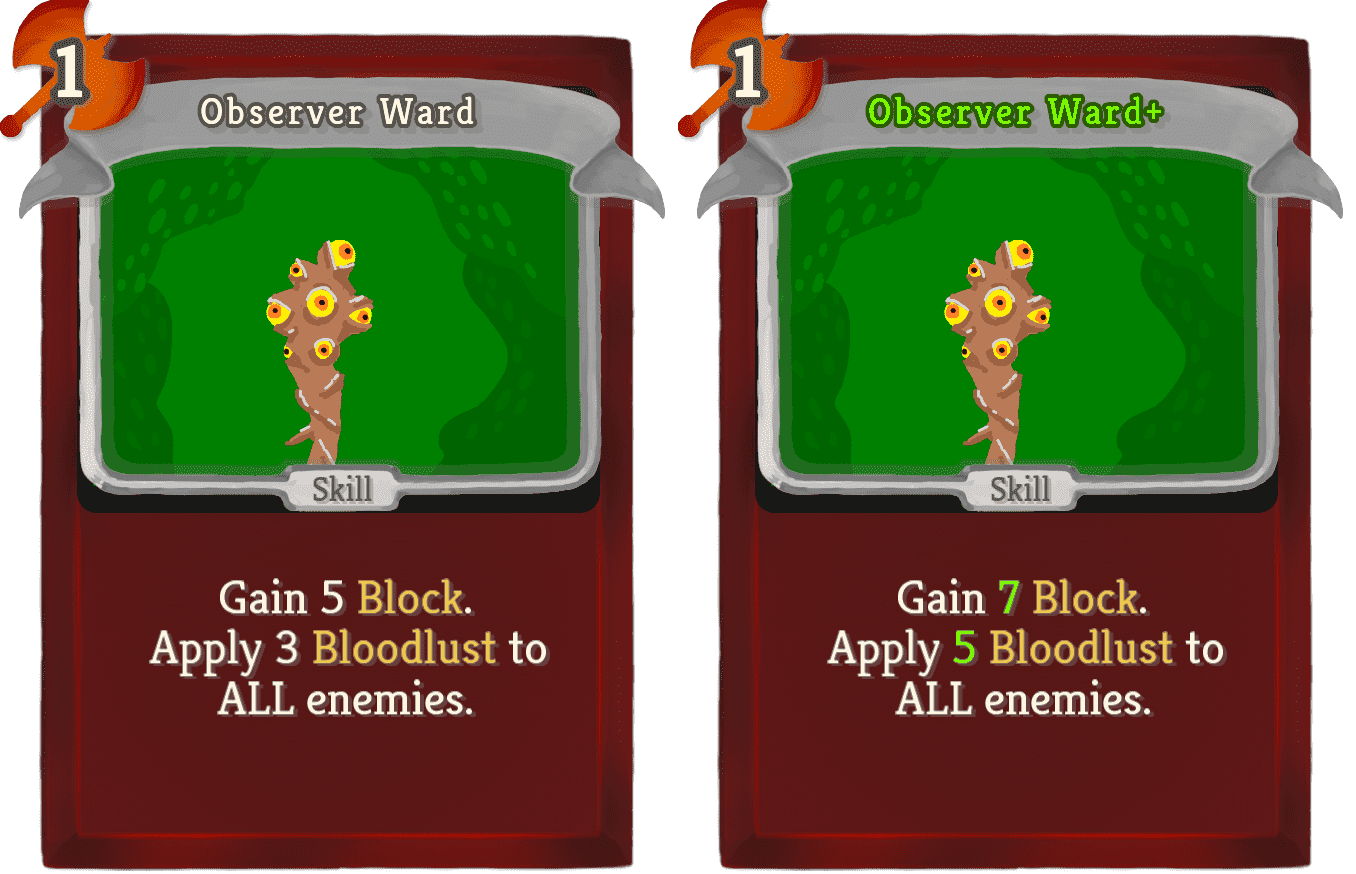 1
Observer Ward
Skill
Gain 5 Block.
Apply 3 Bloodlust to
ALL enemies.
1
Observer Ward+
Skill
Gain 7 Block.
Apply 5 Bloodlust to
ALL enemies.